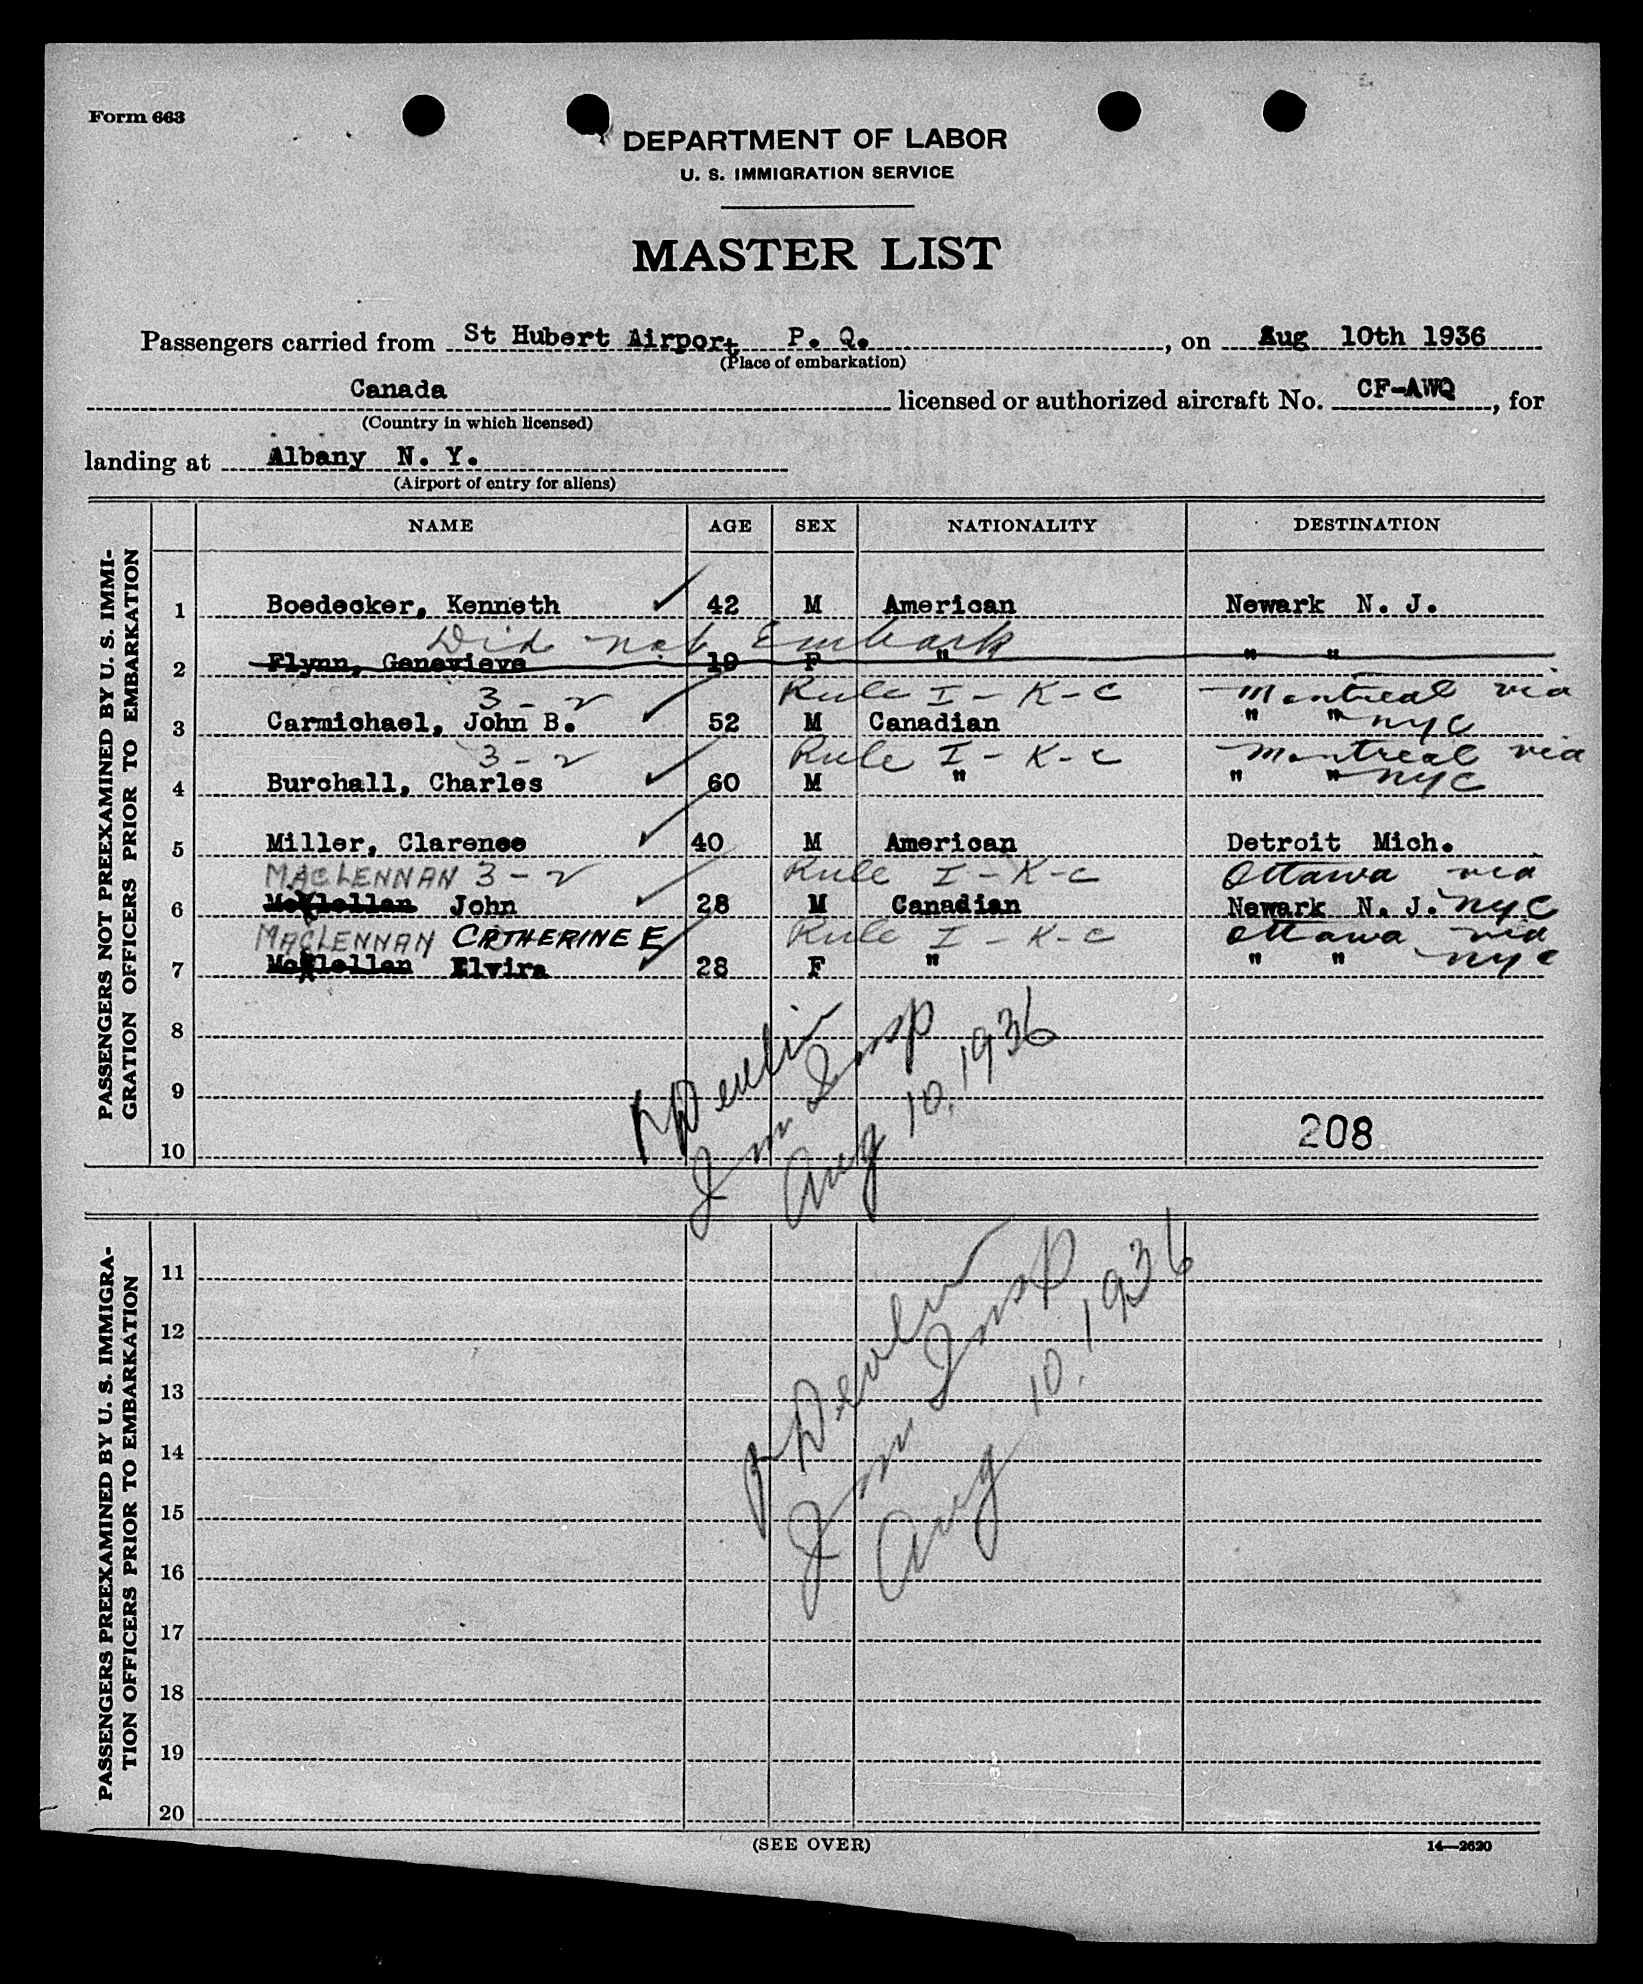 Form 663
DEPARTMENT OF LABOR
U. S. IMMIGRATION SERVICE
MASTER LIST
Passengers carried from St Hubert Airport P. Q. , on Aug 10th 1936
(Place of embarkation)
Canada licensed or authorized aircraft No. CF-AWQ , for
(Country in which licensed)
landing at Albany N. Y.
(Airport of entry for aliens)
PASSENGERS NOT PREEXAMINED BY U. S. IMMI-
GRATION OFFICERS PRIOR TO EMBARKATION
NAME AGE SEX NATIONALITY DESTINATION
1 Boedecker, Kenneth 42 M American Newark N. J.
Did not Embark
2 Flynn, Genevieve 19 F " " "
3-2 Rule I-K-C Montreal via
3 Carmichael, John B. 52 M Canadian " " NYC
3-2 Rule I-K-C Montreal via
4 Burchall, Charles 60 M " " " NYC
5 Miller, Clarence 40 M American Detroit Mich.
MACLENNAN 3-2 Rule I-K-C Ottawa via
6 McClellan John 28 M Canadian Newark N. J. NYC
MACLENNAN CATHERINE E Rule I-K-C Ottawa via
7 McClellan Elvira 28 F " " " NYC
8
9
10
Devlin
Imm Insp
Aug 10, 1936
208
PASSENGERS PREEXAMINED BY U. S. IMMIGRA-
TION OFFICERS PRIOR TO EMBARKATION
11
12
13
14
15
16
17
18
19
20
Devlin
Imm Insp
Aug 10, 1936
(SEE OVER)
14—2620